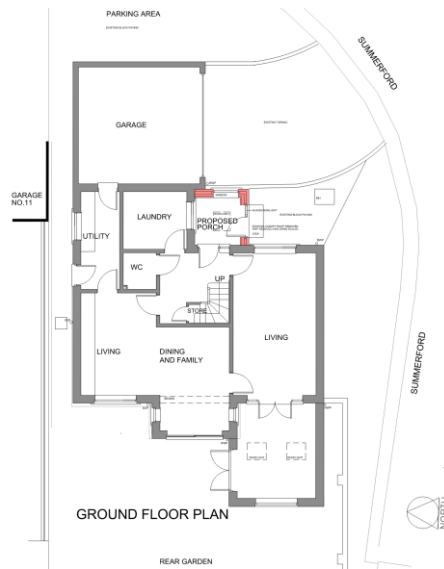 PARKING AREA
SUMMERFORD
GARAGE
GARAGE
NO.11
LAUNDRY
PROPOSED
PORCH
UTILITY
WC
UP
STORE
LIVING
DINING
AND FAMILY
LIVING
SUMMERFORD
GROUND FLOOR PLAN
NORTH
REAR GARDEN